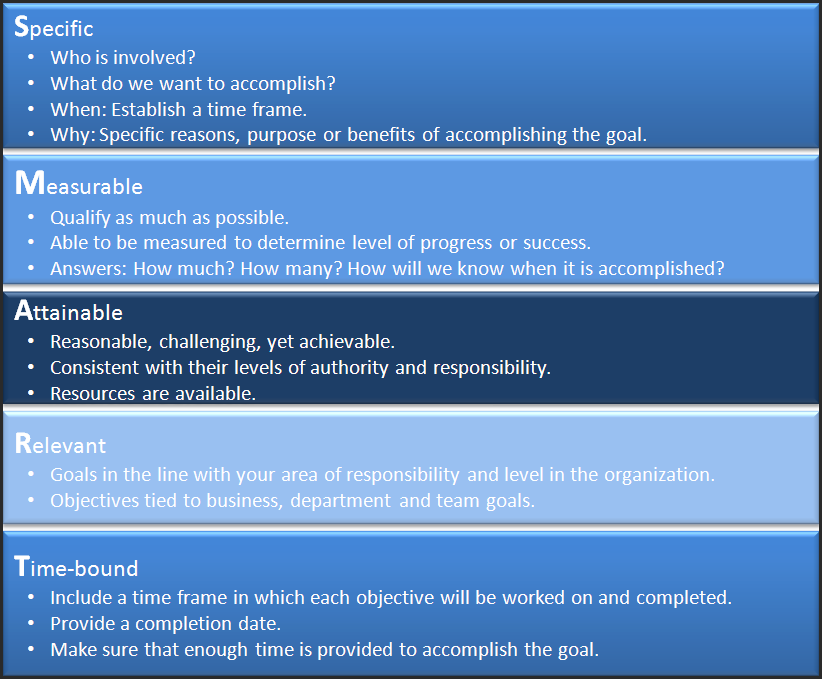 Specific
• Who is involved?
• What do we want to accomplish?
• When: Establish a time frame.
• Why: Specific reasons, purpose or benefits of accomplishing the goal.
Measurable
• Qualify as much as possible.
• Able to be measured to determine level of progress or success.
• Answers: How much? How many? How will we know when it is accomplished?
Attainable
• Reasonable, challenging, yet achievable.
• Consistent with their levels of authority and responsibility.
• Resources are available.
Relevant
• Goals in the line with your area of responsibility and level in the organization.
• Objectives tied to business, department and team goals.
Time-bound
• Include a time frame in which each objective will be worked on and completed.
• Provide a completion date.
• Make sure that enough time is provided to accomplish the goal.